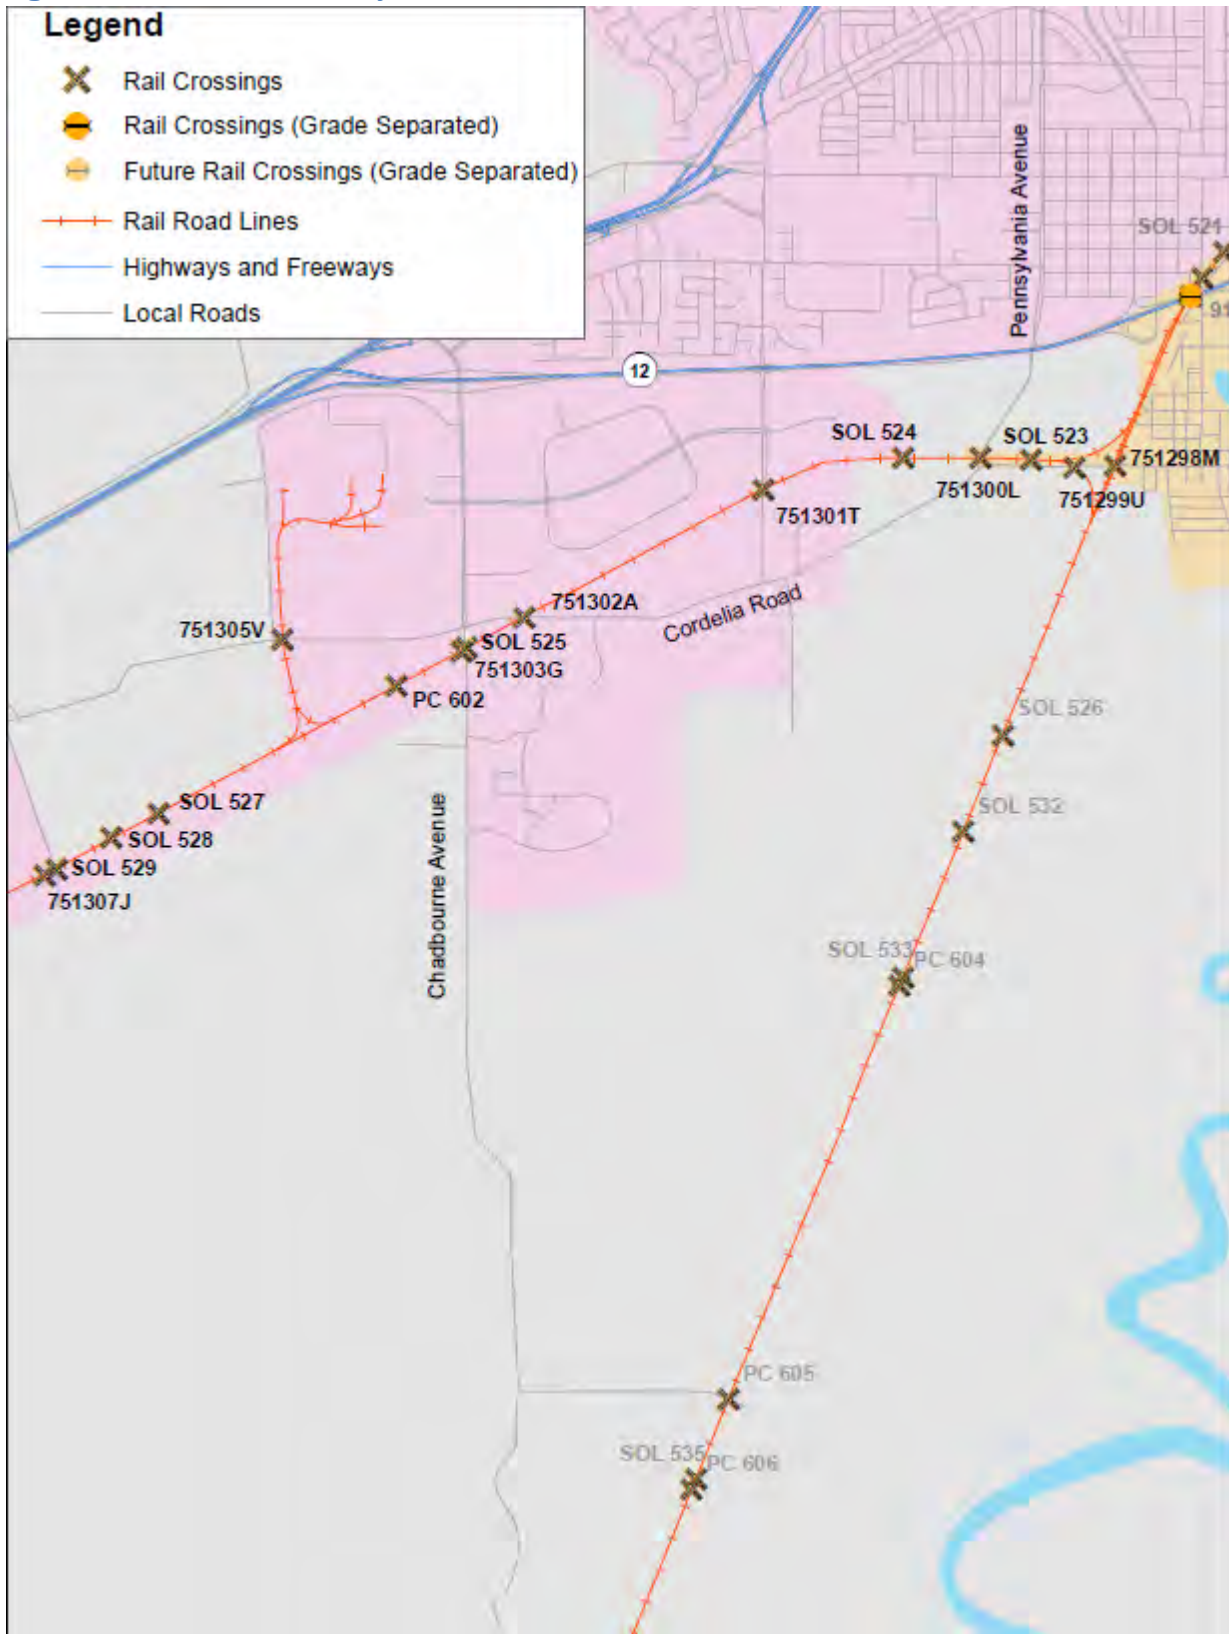 Legend
Rail Crossings
Rail Crossings (Grade Separated)
Future Rail Crossings (Grade Separated)
Rail Road Lines
Highways and Freeways
Local Roads
Pennsylvania Avenue
SOL 521
91
12
SOL 524
SOL 523
751298M
751300L
751299U
751301T
751302A
Cordelia Road
751305V
SOL 525
751303G
PC 602
SOL 526
SOL 527
SOL 532
SOL 528
SOL 529
751307J
Chadbourne Avenue
SOL 533
PC 604
PC 605
SOL 535
PC 606